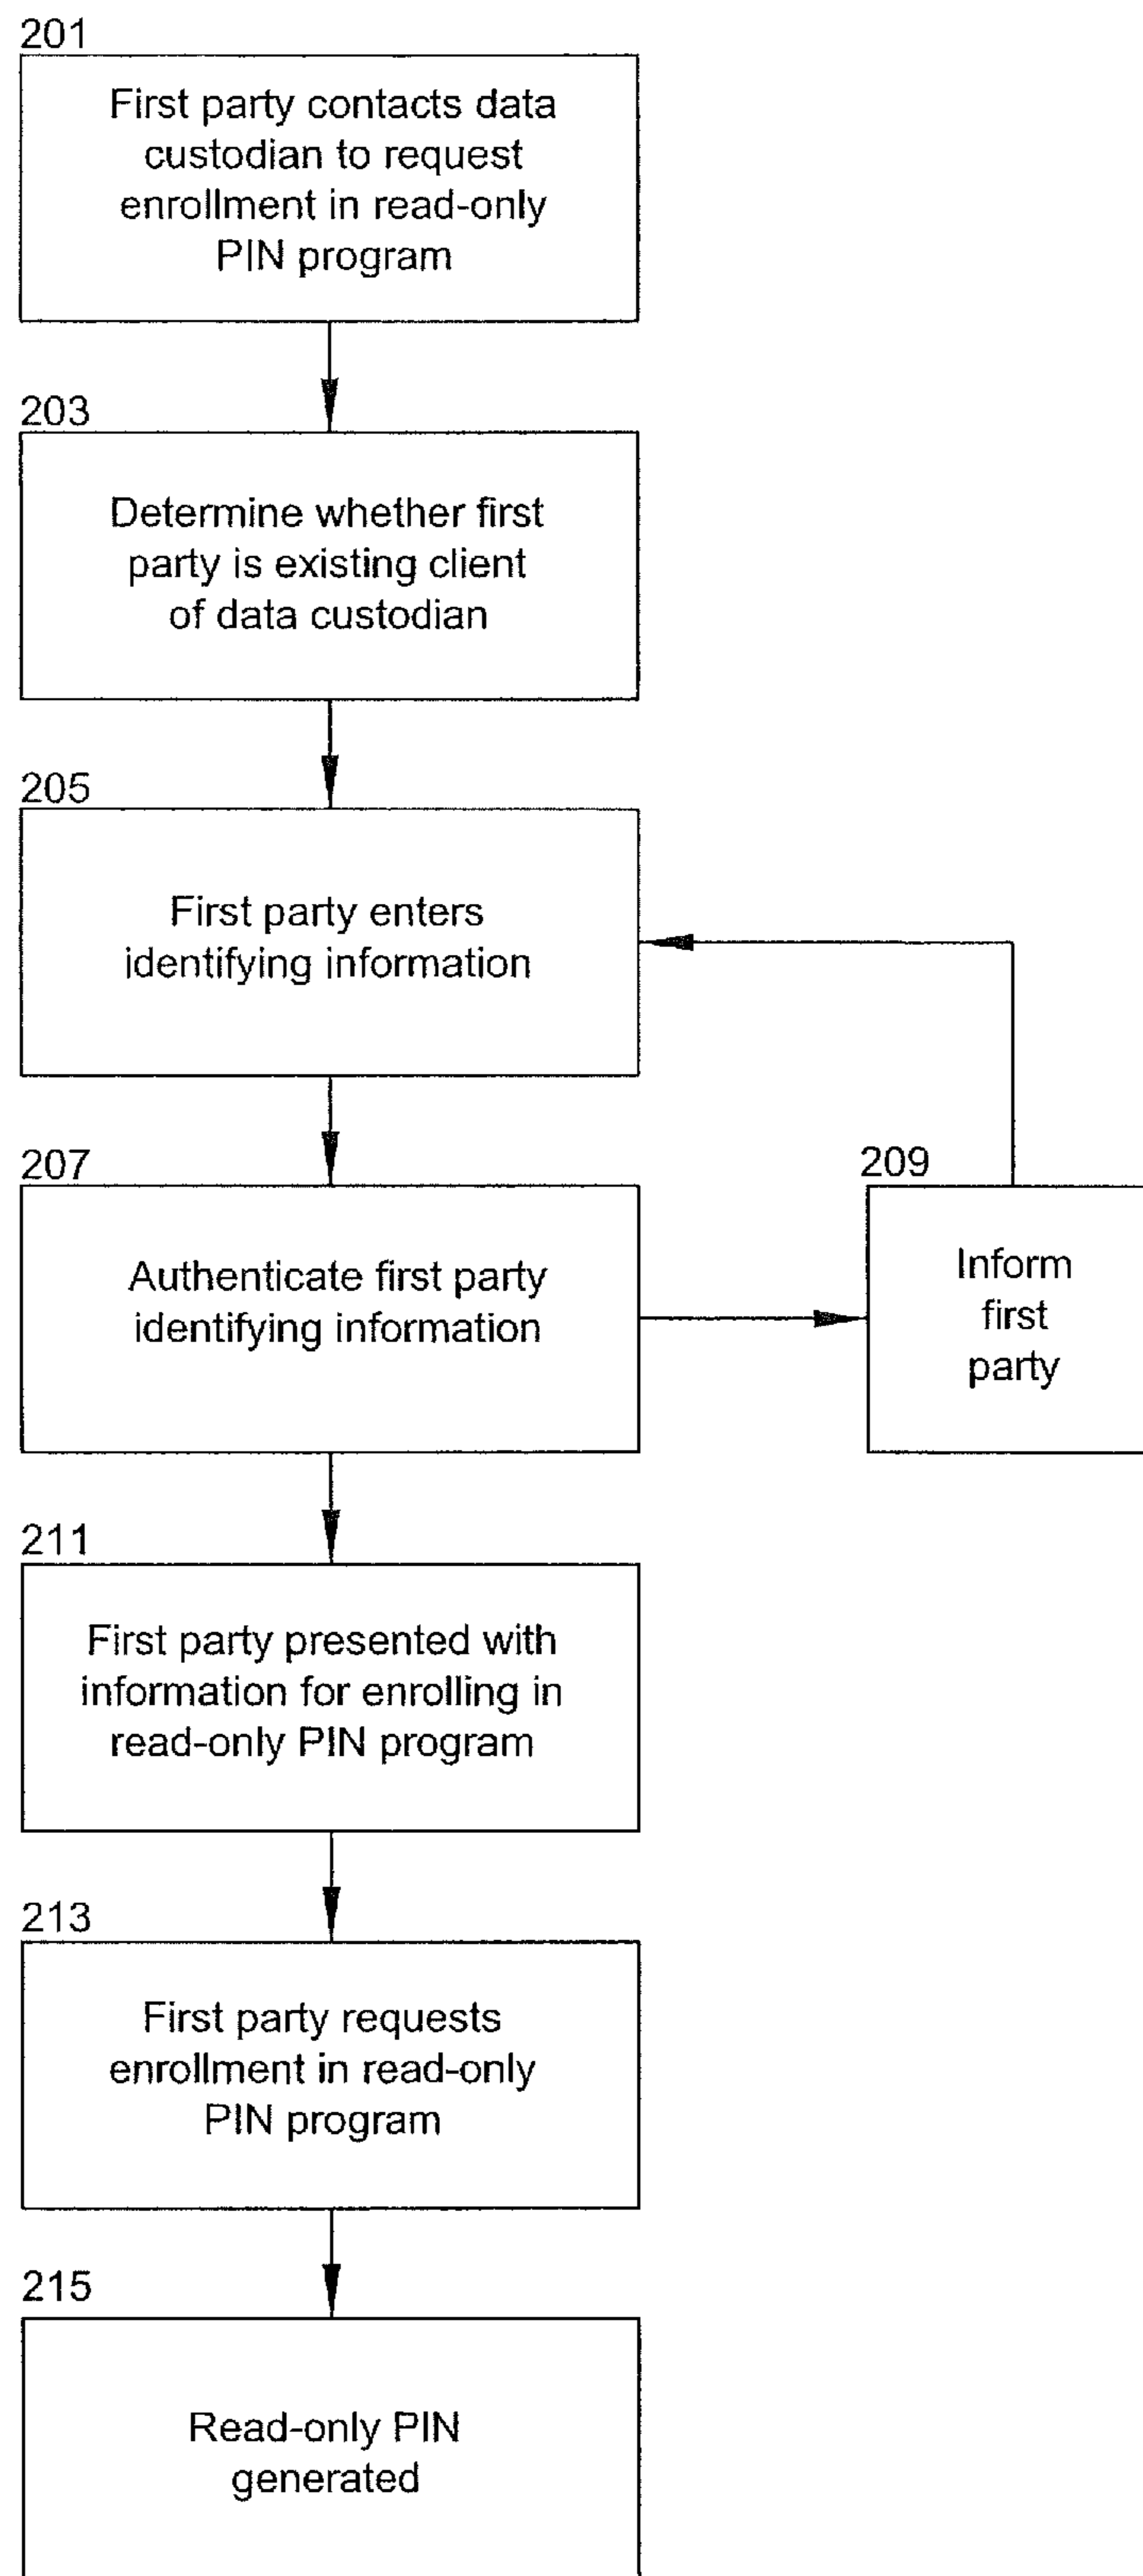 201
First party contacts data
custodian to request
enrollment in read-only
PIN program
203
Determine whether first
party is existing client
of data custodian
205
First party enters
identifying information
207
Authenticate first party
identifying information
209
Inform
first
party
211
First party presented with
information for enrolling in
read-only PIN program
213
First party requests
enrollment in read-only
PIN program
215
Read-only PIN
generated